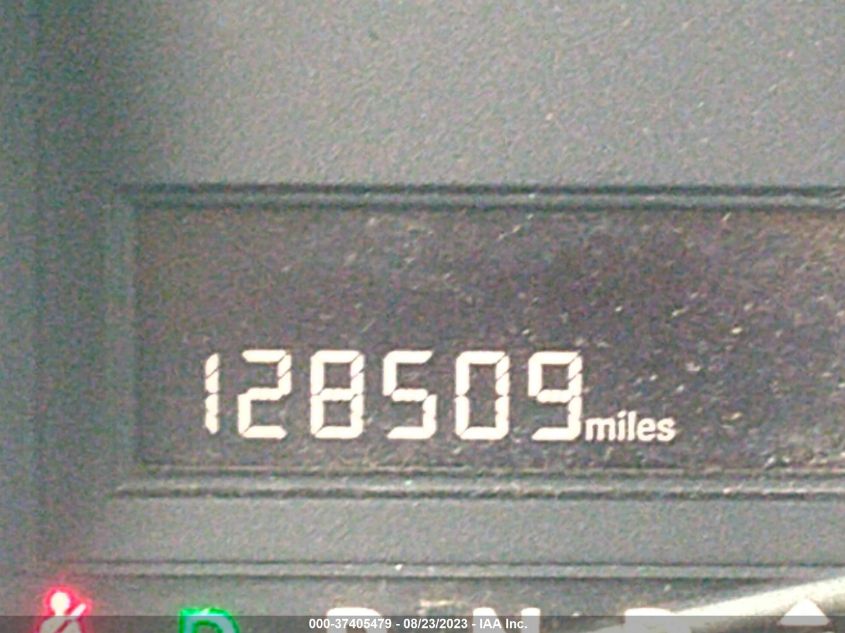 128509 miles
P R N D
000-37405479 - 08/23/2023 - IAA Inc.